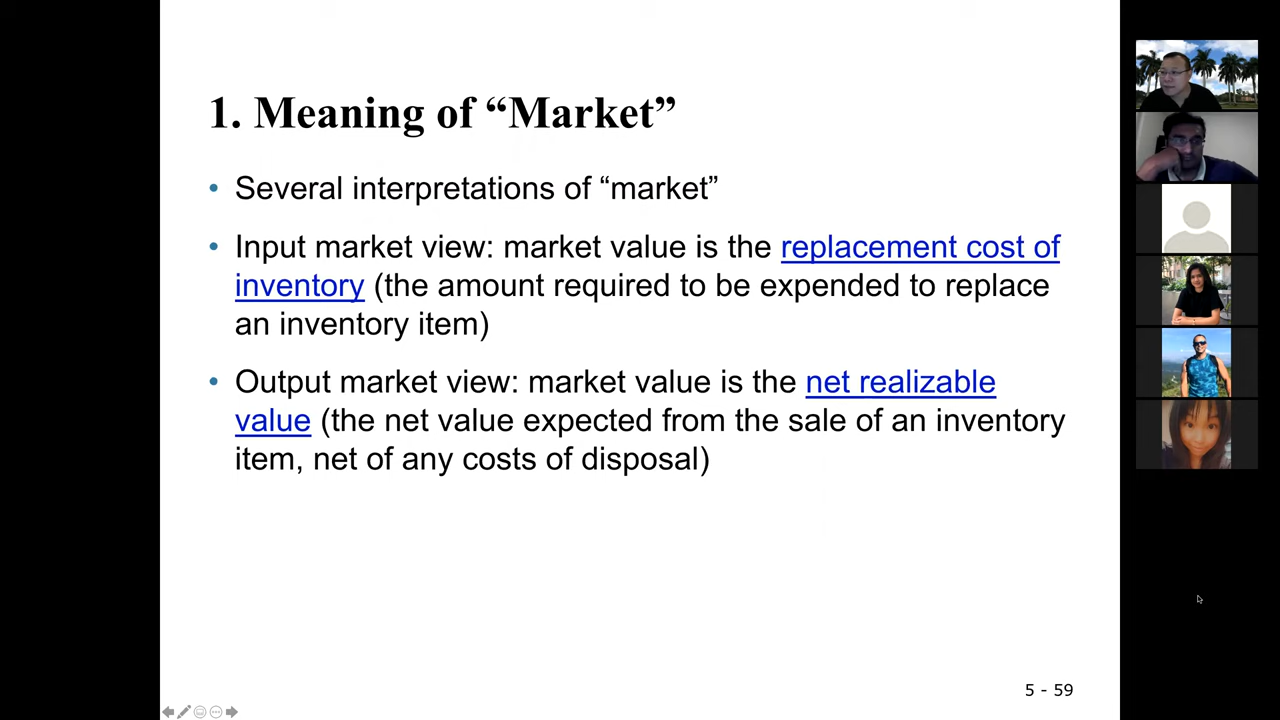 1. Meaning of “Market”
• Several interpretations of “market”
• Input market view: market value is the replacement cost of
inventory (the amount required to be expended to replace
an inventory item)
• Output market view: market value is the net realizable
value (the net value expected from the sale of an inventory
item, net of any costs of disposal)
5 - 59